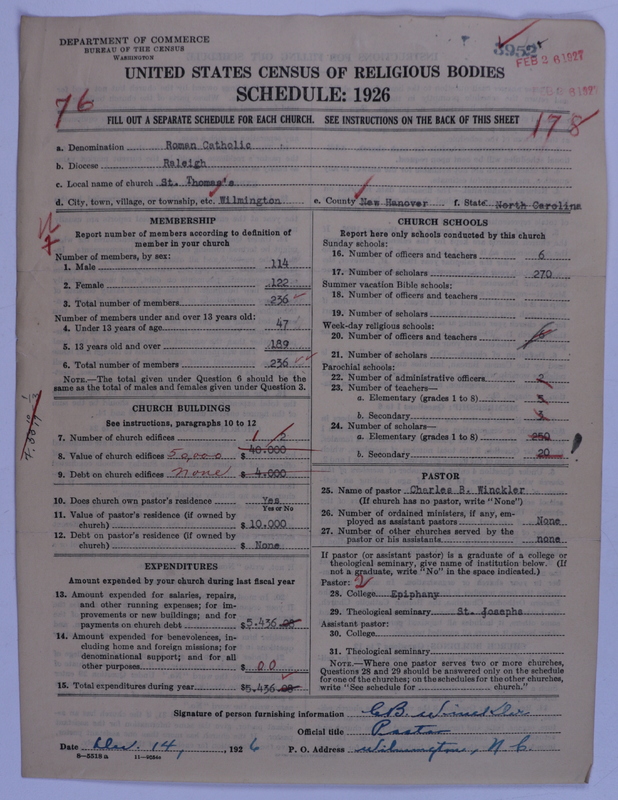 DEPARTMENT OF COMMERCE
BUREAU OF THE CENSUS
WASHINGTON
3952
FEB 26 1927
FEB 26 1927
UNITED STATES CENSUS OF RELIGIOUS BODIES
SCHEDULE: 1926
76
178
FILL OUT A SEPARATE SCHEDULE FOR EACH CHURCH. SEE INSTRUCTIONS ON THE BACK OF THIS SHEET
a. Denomination Roman Catholic
b. Diocese Raleigh
c. Local name of church St. Thomas's
d. City, town, village, or township, etc. Wilmington e. County New Hanover f. State North Carolina
MEMBERSHIP
Report number of members according to definition of
member in your church
Number of members, by sex:
1. Male 114
2. Female 122
3. Total number of members 236
Number of members under and over 13 years old:
4. Under 13 years of age 47
5. 13 years old and over 189
6. Total number of members 236
NOTE.—The total given under Question 6 should be the
same as the total of males and females given under Question 3.
CHURCH BUILDINGS
See instructions, paragraphs 10 to 12
7. Number of church edifices 1 2
8. Value of church edifices 50,000 $ 40.000
9. Debt on church edifices none $ 4.000
10. Does church own pastor's residence Yes
Yes or No
11. Value of pastor's residence (if owned by
church) $ 10.000
12. Debt on pastor's residence (if owned by
church) $ None
EXPENDITURES
Amount expended by your church during last fiscal year
13. Amount expended for salaries, repairs,
and other running expenses; for im-
provements or new buildings; and for
payments on church debt $5.436.00
14. Amount expended for benevolences, in-
cluding home and foreign missions; for
denominational support; and for all
other purposes $ 00
15. Total expenditures during year $5.436.00
CHURCH SCHOOLS
Report here only schools conducted by this church
Sunday schools:
16. Number of officers and teachers 6
17. Number of scholars 270
Summer vacation Bible schools:
18. Number of officers and teachers
19. Number of scholars
Week-day religious schools:
20. Number of officers and teachers
21. Number of scholars
Parochial schools:
22. Number of administrative officers 2
23. Number of teachers—
a. Elementary (grades 1 to 8) 5
b. Secondary 3
24. Number of scholars—
a. Elementary (grades 1 to 8) 250
b. Secondary 20
PASTOR
25. Name of pastor Charles B. Winckler
(If church has no pastor, write "None")
26. Number of ordained ministers, if any, em-
ployed as assistant pastors None
27. Number of other churches served by the
pastor or his assistants none
If pastor (or assistant pastor) is a graduate of a college or
theological seminary, give name of institution below. (If
not a graduate, write "No" in the space indicated.)
Pastor: 2
28. College Epiphany
29. Theological seminary St. Josephs
Assistant pastor:
30. College
31. Theological seminary
NOTE.—Where one pastor serves two or more churches,
Questions 28 and 29 should be answered only on the schedule
for one of the churches; on the schedules for the other churches,
write "See schedule for church."
Signature of person furnishing information C B Winckler
Official title Pastor
Date Dec. 14, 1926 P. O. Address Wilmington, N C.
8—5518 a 11—9256